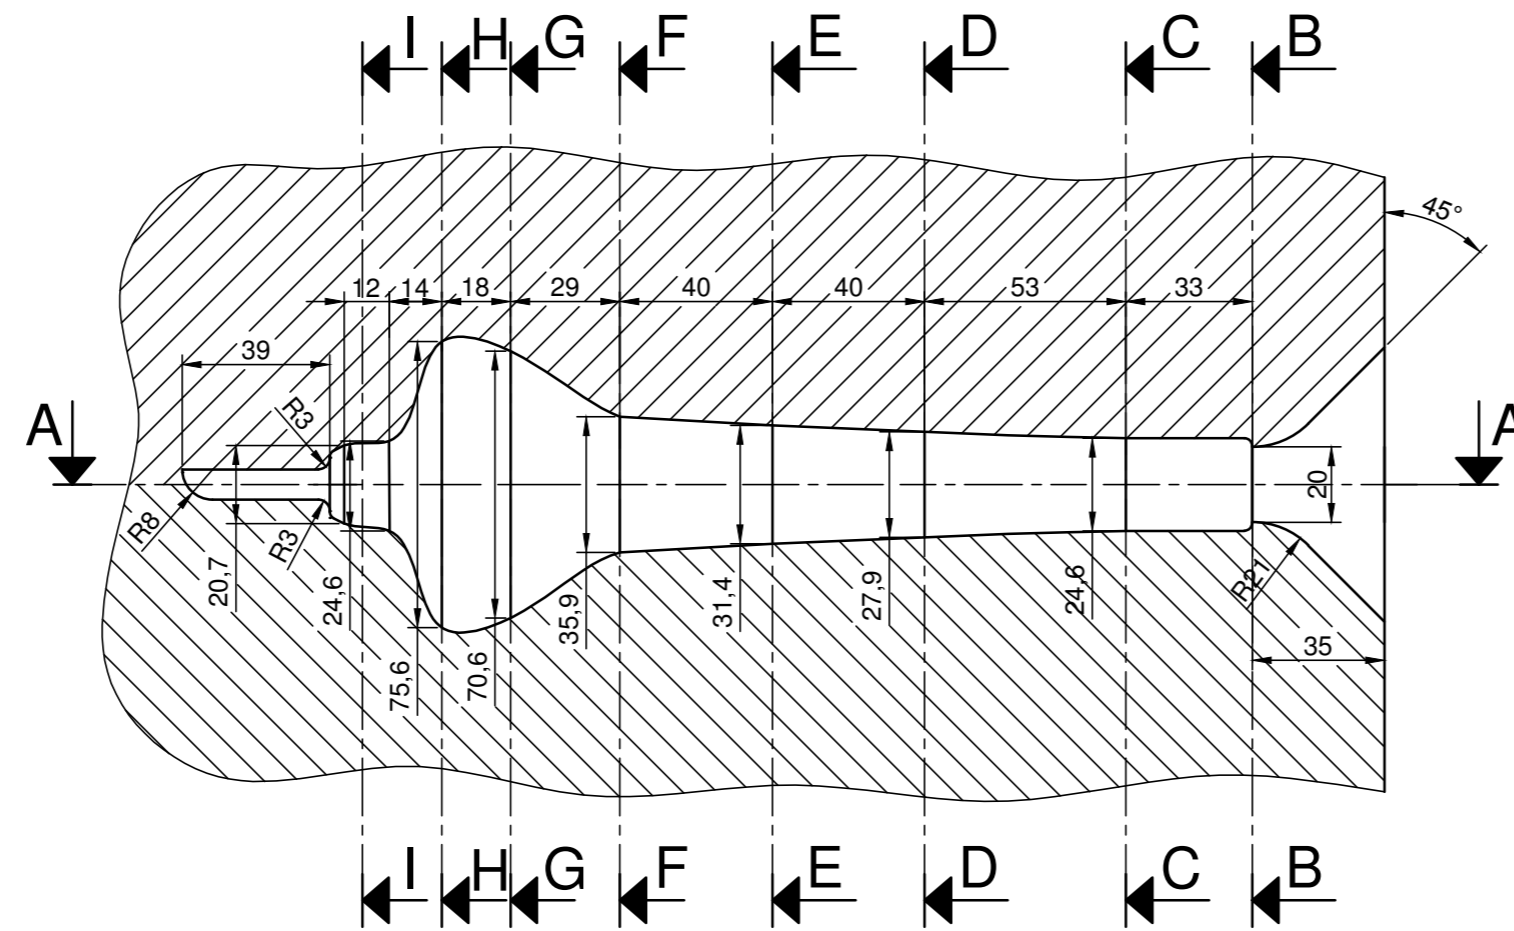 I H G F E D C B
45°
12 14 18 29 40 40 53 33
39
R3
A A
20
R8 R3 R21
20,7 24,6 35,9 31,4 27,9 24,6
75,6 70,6 35
I H G F E D C B